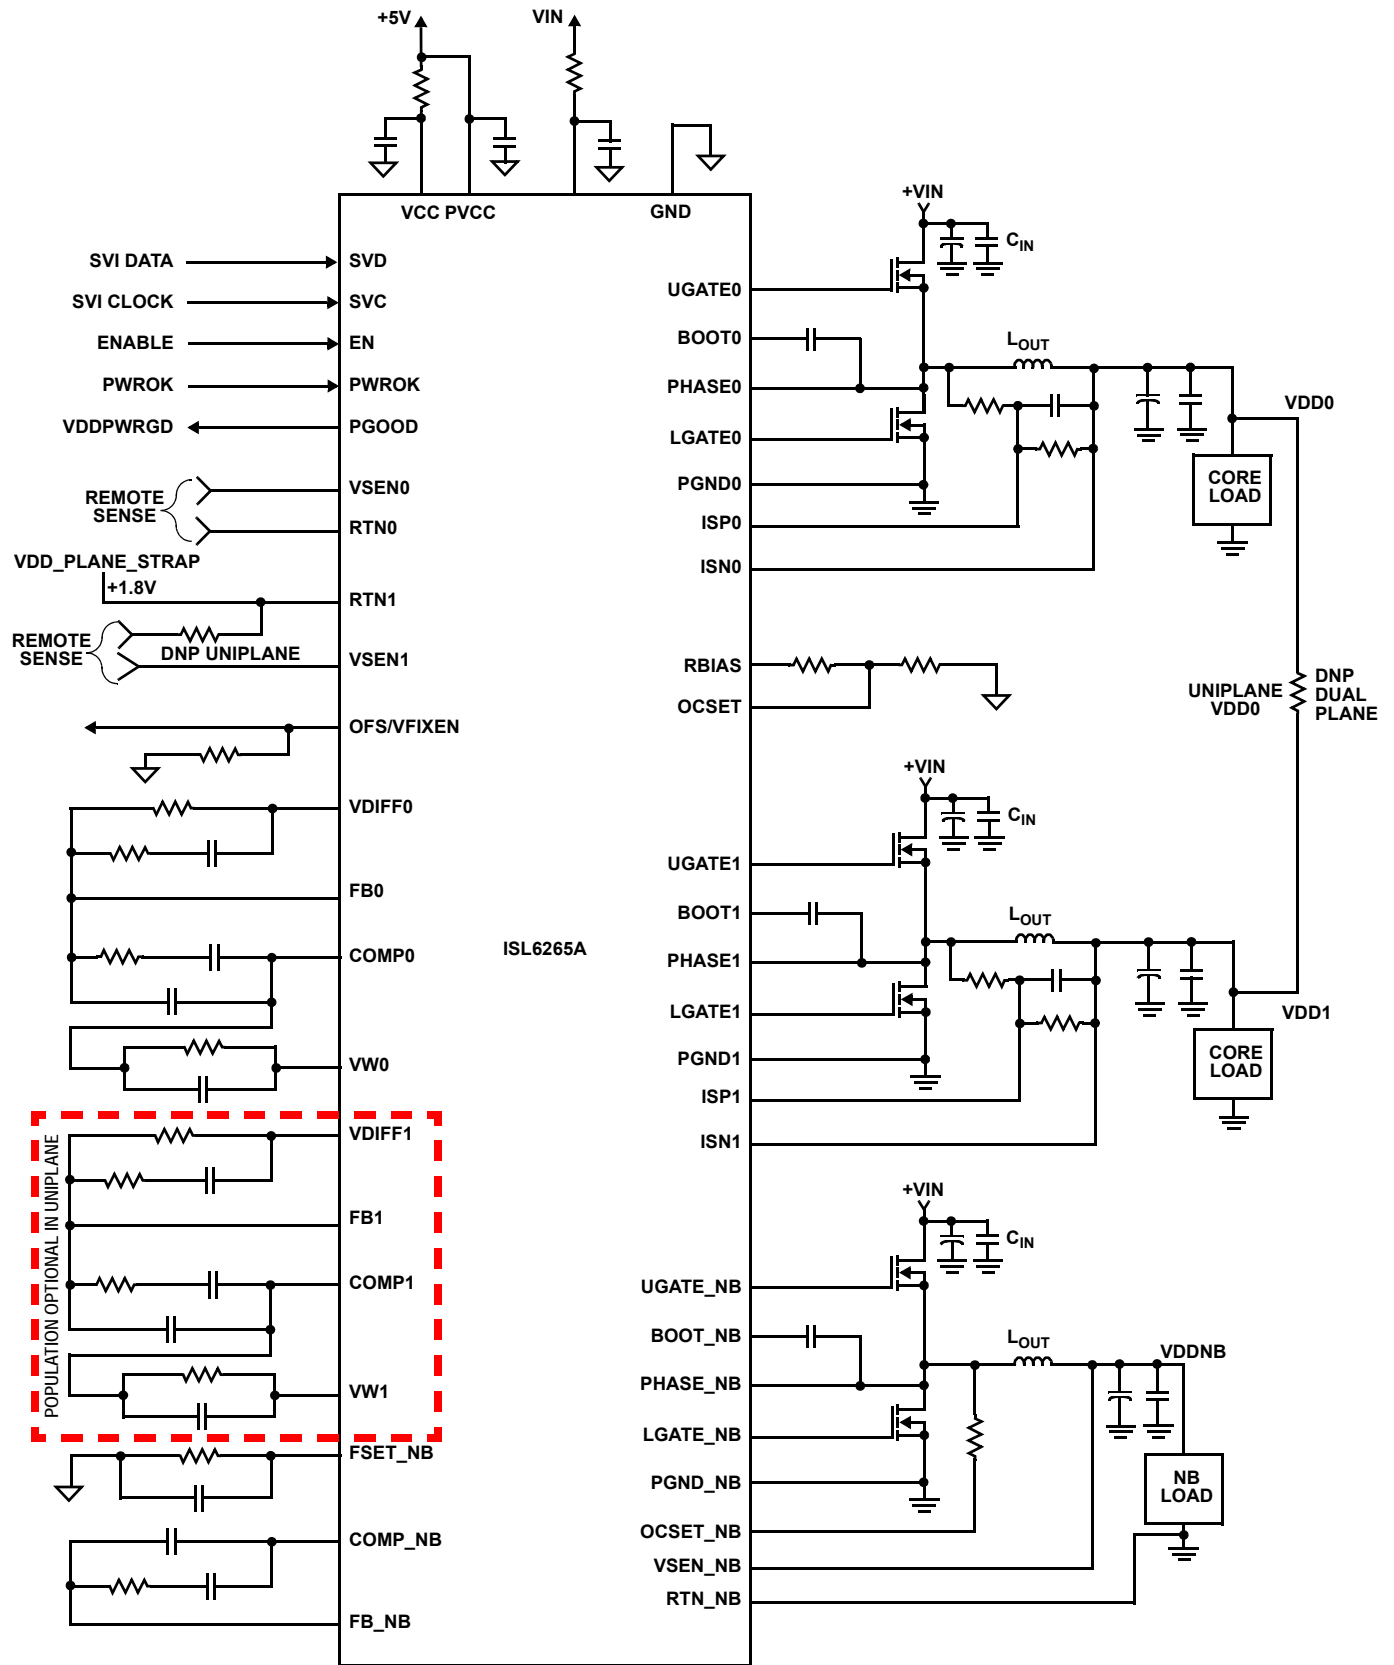 +5V
VIN
VCC PVCC
GND
SVI DATA
SVD
SVI CLOCK
SVC
ENABLE
EN
PWROK
PWROK
VDDPWRGD
PGOOD
REMOTE
SENSE
VSEN0
RTN0
VDD_PLANE_STRAP
+1.8V
RTN1
REMOTE
SENSE
DNP UNIPLANE
VSEN1
OFS/VFIXEN
VDIFF0
FB0
COMP0
VW0
POPULATION OPTIONAL IN UNIPLANE
VDIFF1
FB1
COMP1
VW1
FSET_NB
COMP_NB
FB_NB
ISL6265A
+VIN
CIN
UGATE0
BOOT0
LOUT
PHASE0
VDD0
LGATE0
PGND0
CORE
LOAD
ISP0
ISN0
RBIAS
OCSET
UNIPLANE
VDD0
DNP
DUAL
PLANE
+VIN
CIN
UGATE1
BOOT1
LOUT
PHASE1
LGATE1
VDD1
PGND1
CORE
LOAD
ISP1
ISN1
+VIN
CIN
UGATE_NB
BOOT_NB
LOUT
VDDNB
PHASE_NB
LGATE_NB
PGND_NB
NB
LOAD
OCSET_NB
VSEN_NB
RTN_NB